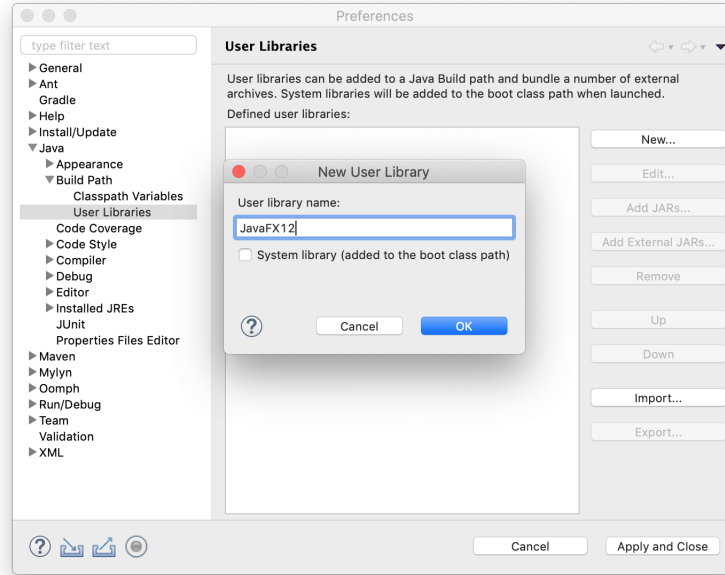 Preferences
type filter text
General
Ant
Gradle
Help
Install/Update
Java
Appearance
Build Path
Classpath Variables
User Libraries
Code Coverage
Code Style
Compiler
Debug
Editor
Installed JREs
JUnit
Properties Files Editor
Maven
Mylyn
Oomph
Run/Debug
Team
Validation
XML
User Libraries
User libraries can be added to a Java Build path and bundle a number of external
archives. System libraries will be added to the boot class path when launched.
Defined user libraries:
New...
Edit...
Add JARs...
Add External JARs...
Remove
Up
Down
Import...
Export...
New User Library
User library name:
JavaFX12
System library (added to the boot class path)
?
Cancel
OK
?
Cancel
Apply and Close